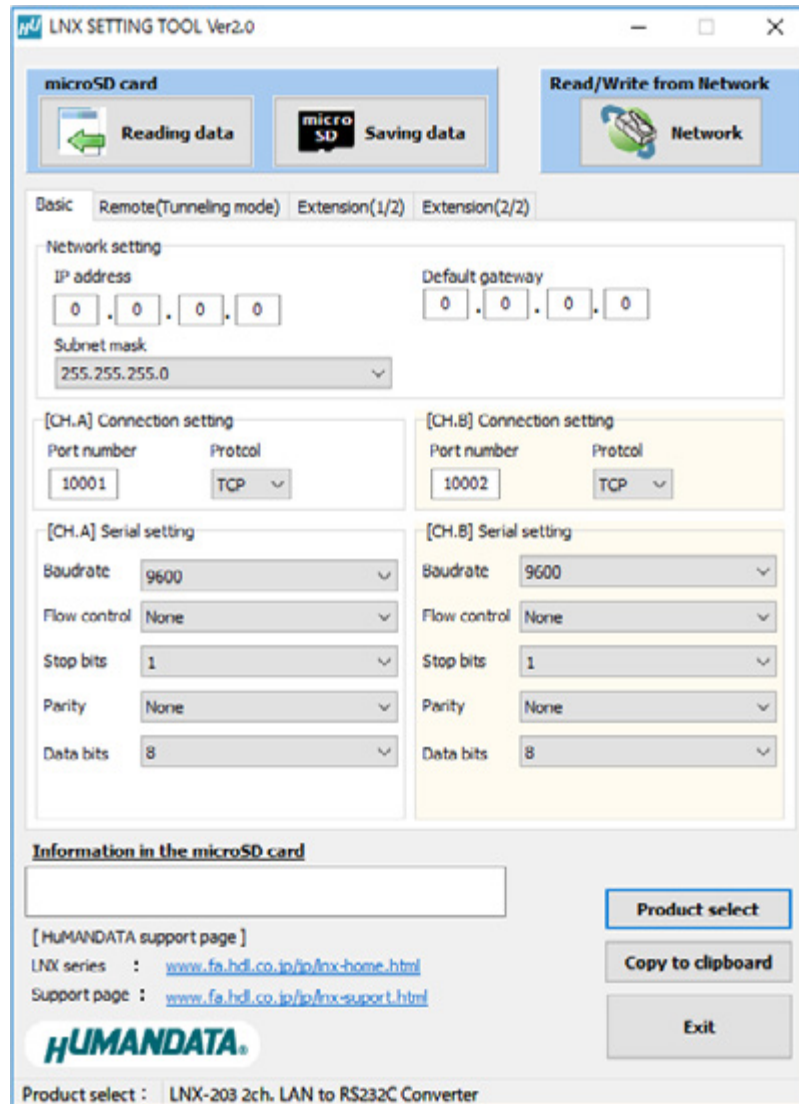 HU LNX SETTING TOOL Ver2.0
microSD card
Reading data
micro
SD
Saving data
Read/Write from Network
Network
Basic Remote(Tunneling mode) Extension(1/2) Extension(2/2)
Network setting
IP address
0 . 0 . 0 . 0
Default gateway
0 . 0 . 0 . 0
Subnet mask
255.255.255.0
[CH.A] Connection setting
Port number Protcol
10001 TCP
[CH.B] Connection setting
Port number Protcol
10002 TCP
[CH.A] Serial setting
Baudrate 9600
Flow control None
Stop bits 1
Parity None
Data bits 8
[CH.B] Serial setting
Baudrate 9600
Flow control None
Stop bits 1
Parity None
Data bits 8
Information in the microSD card
[ HuMANDATA support page ]
LNX series : www.fa.hdl.co.jp/jp/lnx-home.html
Support page : www.fa.hdl.co.jp/jp/lnx-suport.html
HUMANDATA®
Product select
Copy to clipboard
Exit
Product select : LNX-203 2ch. LAN to RS232C Converter